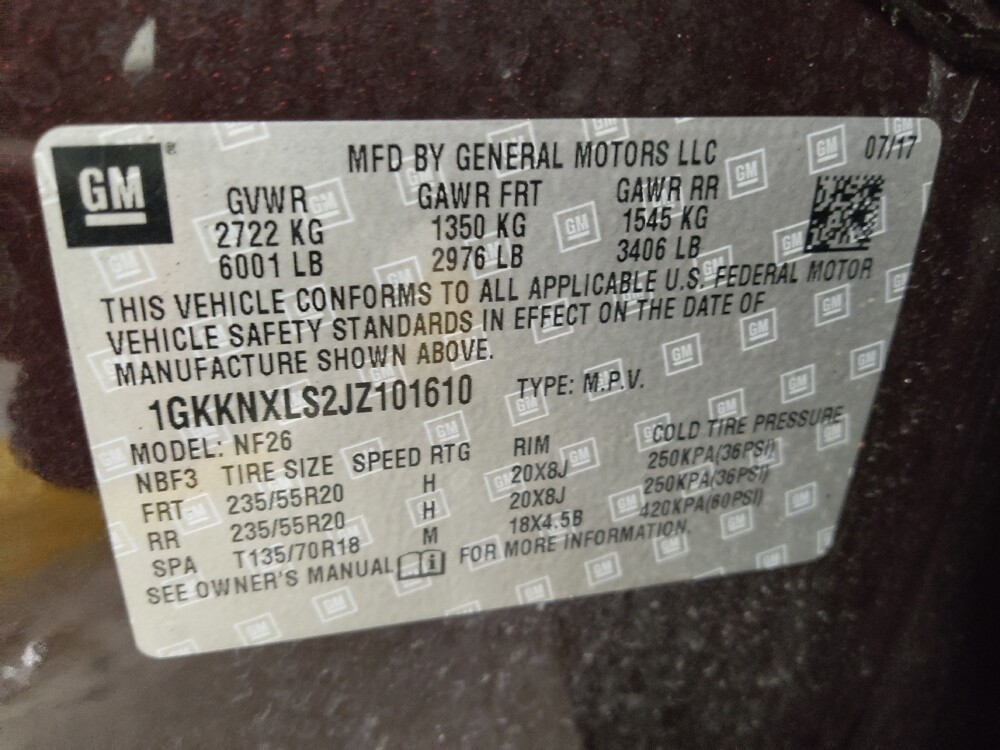 GM ®
MFD BY GENERAL MOTORS LLC 07/17
GVWR GAWR FRT GAWR RR
2722 KG 1350 KG 1545 KG
6001 LB 2976 LB 3406 LB
THIS VEHICLE CONFORMS TO ALL APPLICABLE U.S. FEDERAL MOTOR
VEHICLE SAFETY STANDARDS IN EFFECT ON THE DATE OF
MANUFACTURE SHOWN ABOVE.
1GKKNXLS2JZ101610 TYPE: M.P.V.
MODEL: NF26
NBF3 TIRE SIZE SPEED RTG RIM COLD TIRE PRESSURE
FRT 235/55R20 H 20X8J 250KPA(36PSI)
RR 235/55R20 H 20X8J 250KPA(36PSI)
SPA T135/70R18 M 18X4.5B 420KPA(60PSI)
SEE OWNER'S MANUAL FOR MORE INFORMATION.